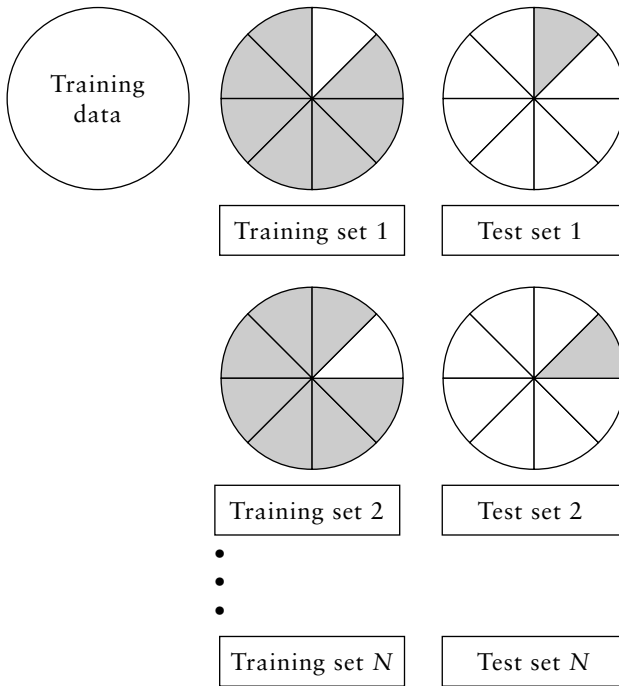 Training
data
Training set 1
Test set 1
Training set 2
Test set 2
Training set N
Test set N